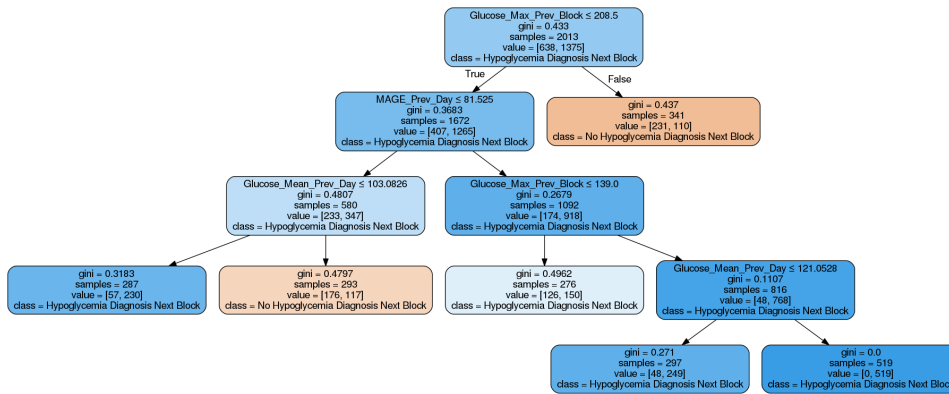 Glucose_Max_Prev_Block ≤ 208.5
gini = 0.433
samples = 2013
value = [638, 1375]
class = Hypoglycemia Diagnosis Next Block
True
False
MAGE_Prev_Day ≤ 81.525
gini = 0.3683
samples = 1672
value = [407, 1265]
class = Hypoglycemia Diagnosis Next Block
gini = 0.437
samples = 341
value = [231, 110]
class = No Hypoglycemia Diagnosis Next Block
Glucose_Mean_Prev_Day ≤ 103.0826
gini = 0.4807
samples = 580
value = [233, 347]
class = Hypoglycemia Diagnosis Next Block
Glucose_Max_Prev_Block ≤ 139.0
gini = 0.2679
samples = 1092
value = [174, 918]
class = Hypoglycemia Diagnosis Next Block
gini = 0.3183
samples = 287
value = [57, 230]
class = Hypoglycemia Diagnosis Next Block
gini = 0.4797
samples = 293
value = [176, 117]
class = No Hypoglycemia Diagnosis Next Block
gini = 0.4962
samples = 276
value = [126, 150]
class = Hypoglycemia Diagnosis Next Block
Glucose_Mean_Prev_Day ≤ 121.0528
gini = 0.1107
samples = 816
value = [48, 768]
class = Hypoglycemia Diagnosis Next Block
gini = 0.271
samples = 297
value = [48, 249]
class = Hypoglycemia Diagnosis Next Block
gini = 0.0
samples = 519
value = [0, 519]
class = Hypoglycemia Diagnosis Next Block